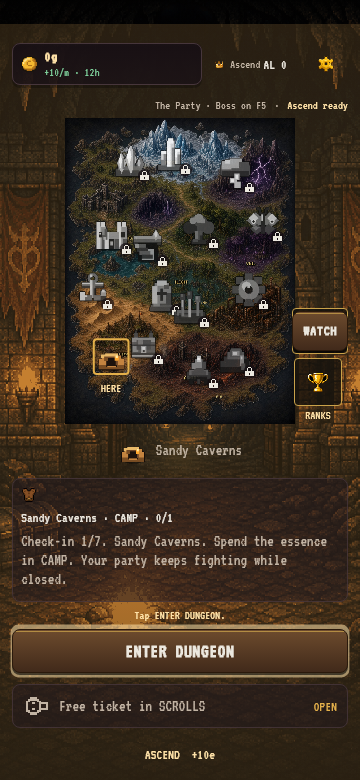 0g
+10/m · 12h
Ascend AL 0
The Party · Boss on F5 · Ascend ready
WATCH
RANKS
HERE
Sandy Caverns
Sandy Caverns · CAMP · 0/1
Check-in 1/7. Sandy Caverns. Spend the essence
in CAMP. Your party keeps fighting while
closed.
Tap ENTER DUNGEON.
ENTER DUNGEON
Free ticket in SCROLLS
OPEN
ASCEND +10e